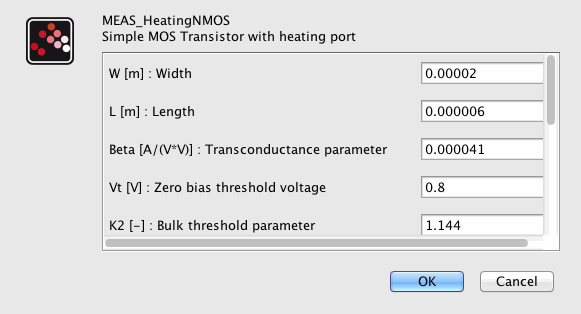 MEAS_HeatingNMOS
Simple MOS Transistor with heating port
W [m] : Width 0.00002
L [m] : Length 0.000006
Beta [A/(V*V)] : Transconductance parameter 0.000041
Vt [V] : Zero bias threshold voltage 0.8
K2 [-] : Bulk threshold parameter 1.144
OK Cancel